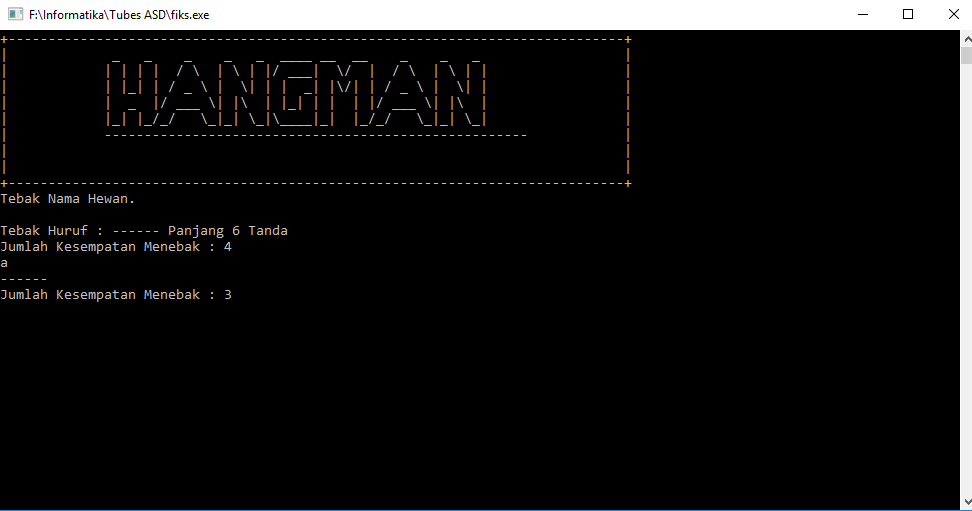 F:\Informatika\Tubes ASD\fiks.exe
HANGMAN
Tebak Nama Hewan.
Tebak Huruf : ------ Panjang 6 Tanda
Jumlah Kesempatan Menebak : 4
a
------
Jumlah Kesempatan Menebak : 3